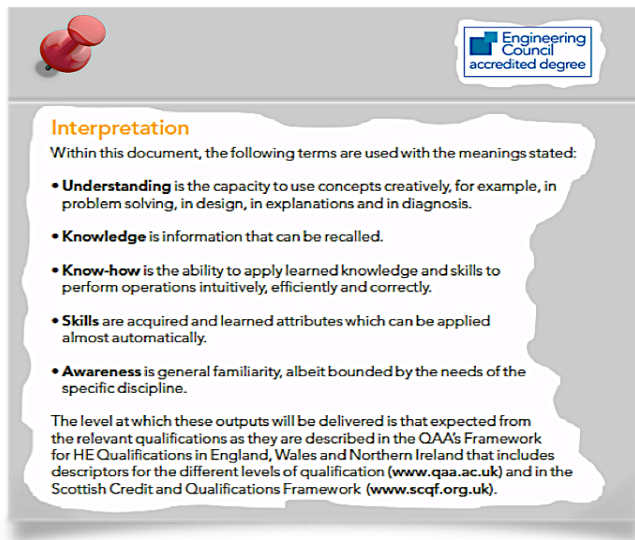 Engineering
Council
accredited degree
Interpretation
Within this document, the following terms are used with the meanings stated:
• Understanding is the capacity to use concepts creatively, for example, in
problem solving, in design, in explanations and in diagnosis.
• Knowledge is information that can be recalled.
• Know-how is the ability to apply learned knowledge and skills to
perform operations intuitively, efficiently and correctly.
• Skills are acquired and learned attributes which can be applied
almost automatically.
• Awareness is general familiarity, albeit bounded by the needs of the
specific discipline.
The level at which these outputs will be delivered is that expected from
the relevant qualifications as they are described in the QAA's Framework
for HE Qualifications in England, Wales and Northern Ireland that includes
descriptors for the different levels of qualification (www.qaa.ac.uk) and in the
Scottish Credit and Qualifications Framework (www.scqf.org.uk).